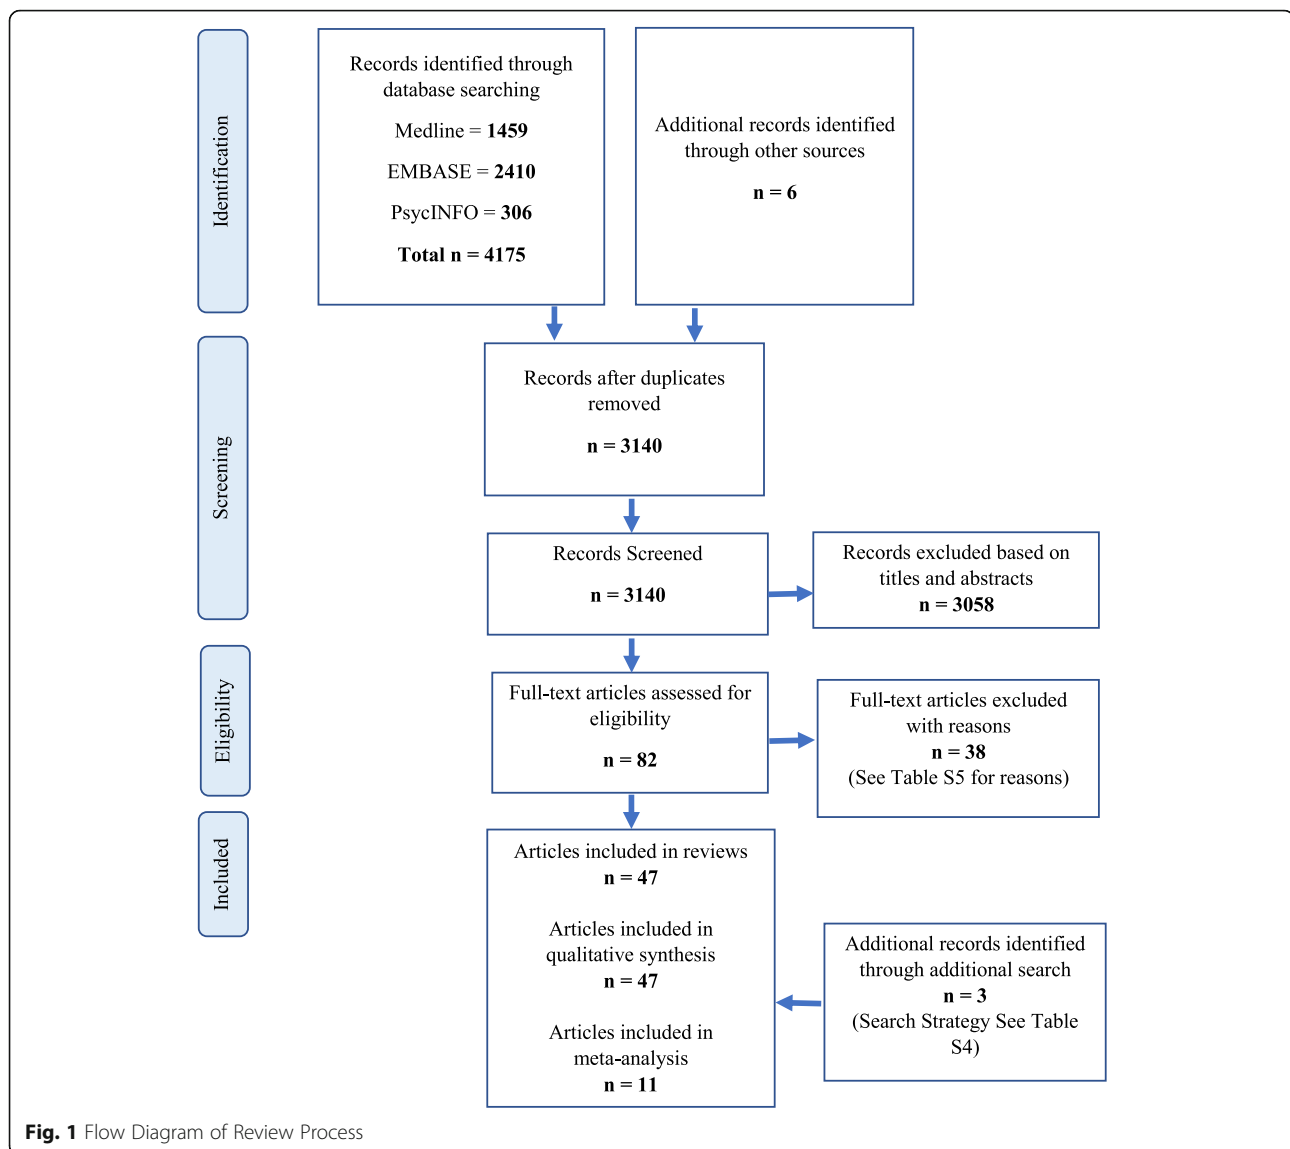 Identification
Records identified through
database searching
Medline = 1459
EMBASE = 2410
PsycINFO = 306
Total n = 4175
Additional records identified
through other sources
n = 6
Screening
Records after duplicates
removed
n = 3140
Records Screened
n = 3140
Records excluded based on
titles and abstracts
n = 3058
Eligibility
Full-text articles assessed for
eligibility
n = 82
Full-text articles excluded
with reasons
n = 38
(See Table S5 for reasons)
Included
Articles included in reviews
n = 47
Articles included in
qualitative synthesis
n = 47
Articles included in
meta-analysis
n = 11
Additional records identified
through additional search
n = 3
(Search Strategy See Table
S4)
Fig. 1 Flow Diagram of Review Process